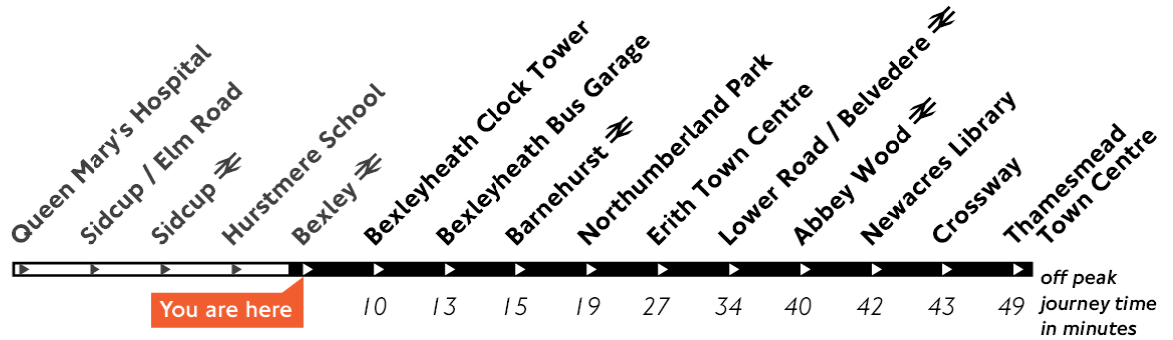 Queen Mary's Hospital
Sidcup / Elm Road
Sidcup
Hurstmere School
Bexley
Bexleyheath Clock Tower
Bexleyheath Bus Garage
Barnehurst
Northumberland Park
Erith Town Centre
Lower Road / Belvedere
Abbey Wood
Newacres Library
Crossway
Thamesmead
Town Centre
You are here
10 13 15 19 27 34 40 42 43 49
off peak
journey time
in minutes